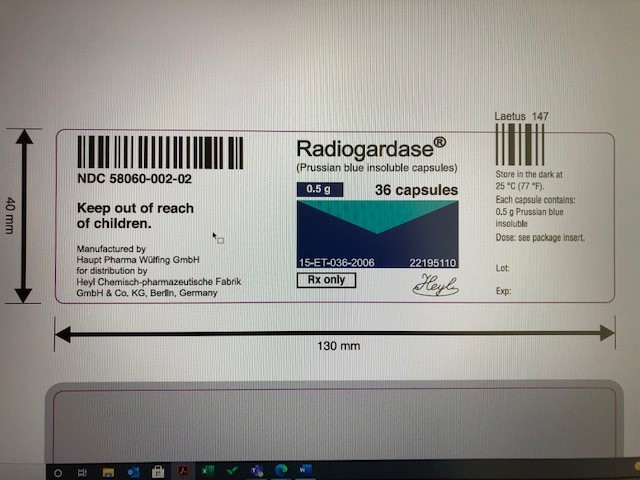 Laetus 147
NDC 58060-002-02
Keep out of reach
of children.
Manufactured by
Haupt Pharma Wülfing GmbH
for distribution by
Heyl Chemisch-pharmazeutische Fabrik
GmbH & Co, KG, Berlin, Germany
Radiogardase®
(Prussian blue insoluble capsules)
0.5 g 36 capsules
15-ET-036-2006 22195110
Rx only Heyl
Store in the dark at
25 °C (77 °F).
Each capsule contains:
0.5 g Prussian blue
insoluble
Dose: see package insert.
Lot:
Exp:
40 mm
130 mm